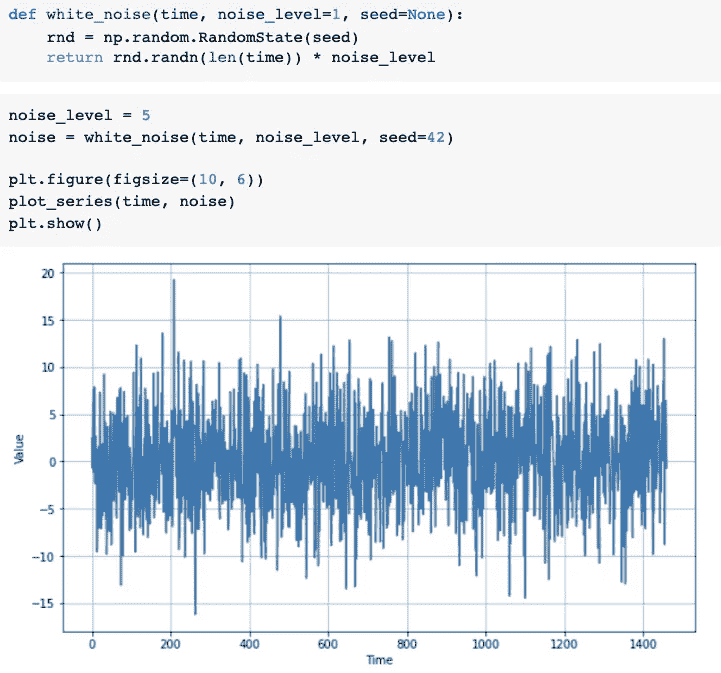 def white_noise(time, noise_level=1, seed=None):
    rnd = np.random.RandomState(seed)
    return rnd.randn(len(time)) * noise_level
noise_level = 5
noise = white_noise(time, noise_level, seed=42)
plt.figure(figsize=(10, 6))
plot_series(time, noise)
plt.show()
20
15
10
5
0
−5
−10
−15
Value
0 200 400 600 800 1000 1200 1400
Time